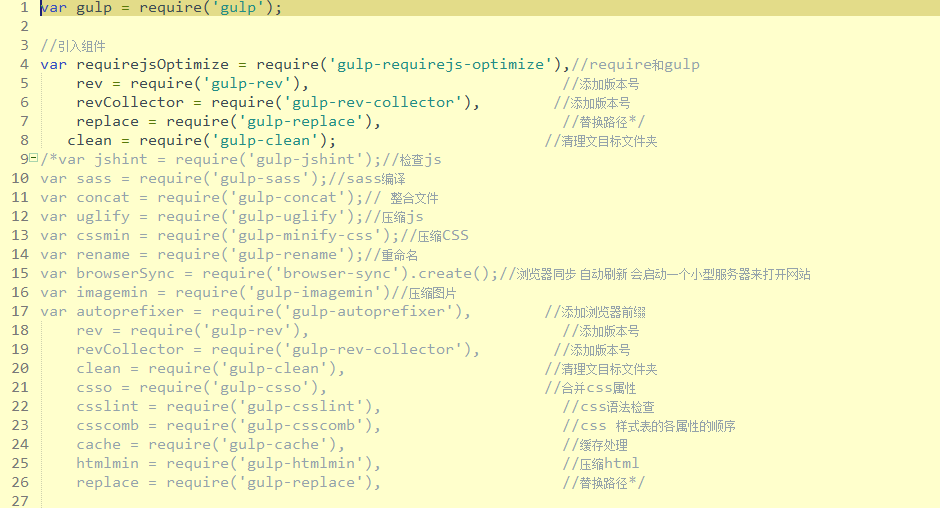 1 var gulp = require('gulp');
2
3 //引入组件
4 var requirejsOptimize = require('gulp-requirejs-optimize'),//require和gulp
5 rev = require('gulp-rev'), //添加版本号
6 revCollector = require('gulp-rev-collector'), //添加版本号
7 replace = require('gulp-replace'), //替换路径*/
8 clean = require('gulp-clean'); //清理文目标文件夹
9 /*var jshint = require('gulp-jshint');//检查js
10 var sass = require('gulp-sass');//sass编译
11 var concat = require('gulp-concat');// 整合文件
12 var uglify = require('gulp-uglify');//压缩js
13 var cssmin = require('gulp-minify-css');//压缩CSS
14 var rename = require('gulp-rename');//重命名
15 var browserSync = require('browser-sync').create();//浏览器同步 自动刷新 会启动一个小型服务器来打开网站
16 var imagemin = require('gulp-imagemin')//压缩图片
17 var autoprefixer = require('gulp-autoprefixer'), //添加浏览器前缀
18 rev = require('gulp-rev'), //添加版本号
19 revCollector = require('gulp-rev-collector'), //添加版本号
20 clean = require('gulp-clean'), //清理文目标文件夹
21 csso = require('gulp-csso'), //合并css属性
22 csslint = require('gulp-csslint'), //css语法检查
23 csscomb = require('gulp-csscomb'), //css 样式表的各属性的顺序
24 cache = require('gulp-cache'), //缓存处理
25 htmlmin = require('gulp-htmlmin'), //压缩html
26 replace = require('gulp-replace'), //替换路径*/
27